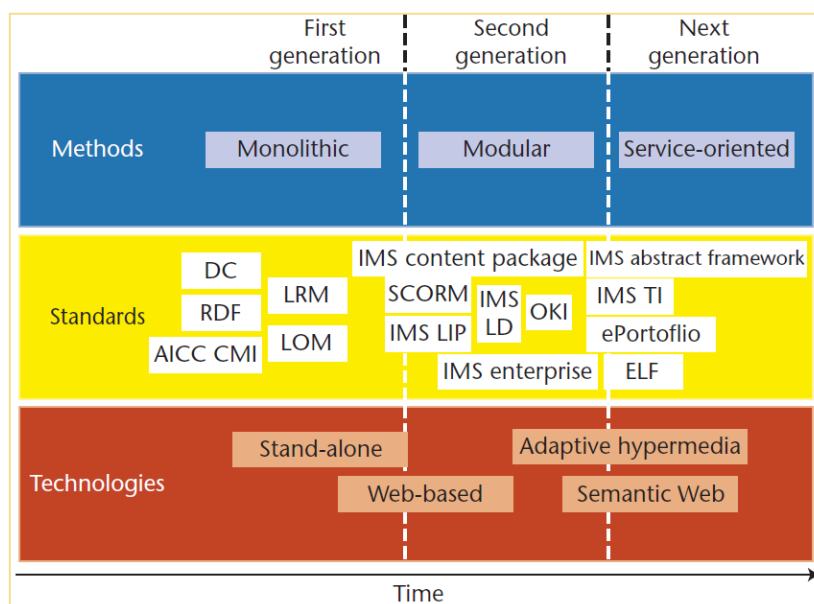 First
generation
Second
generation
Next
generation
Methods
Monolithic
Modular
Service-oriented
Standards
DC
RDF
AICC CMI
LRM
LOM
IMS content package
SCORM
IMS LIP
IMS
LD
OKI
IMS enterprise
IMS abstract framework
IMS TI
ePortoflio
ELF
Technologies
Stand-alone
Web-based
Adaptive hypermedia
Semantic Web
Time